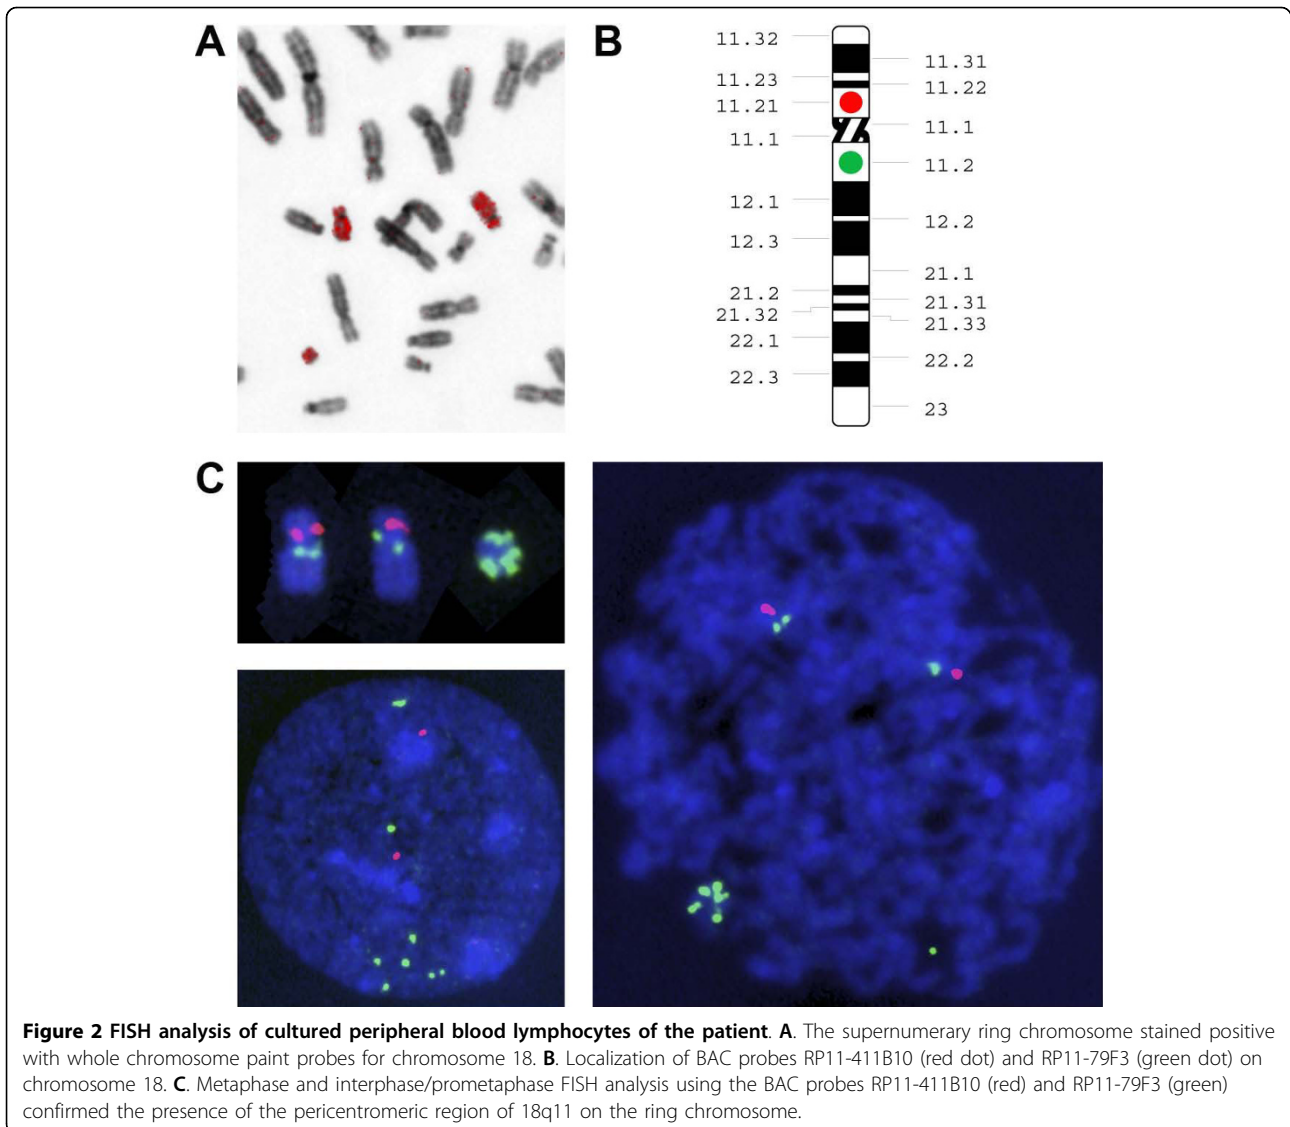 A
B
11.32
11.31
11.23
11.22
11.21
11.1
11.1
11.2
12.1
12.2
12.3
21.1
21.2
21.31
21.32
21.33
22.1
22.2
22.3
23
C
Figure 2 FISH analysis of cultured peripheral blood lymphocytes of the patient. A. The supernumerary ring chromosome stained positive
with whole chromosome paint probes for chromosome 18. B. Localization of BAC probes RP11-411B10 (red dot) and RP11-79F3 (green dot) on
chromosome 18. C. Metaphase and interphase/prometaphase FISH analysis using the BAC probes RP11-411B10 (red) and RP11-79F3 (green)
confirmed the presence of the pericentromeric region of 18q11 on the ring chromosome.